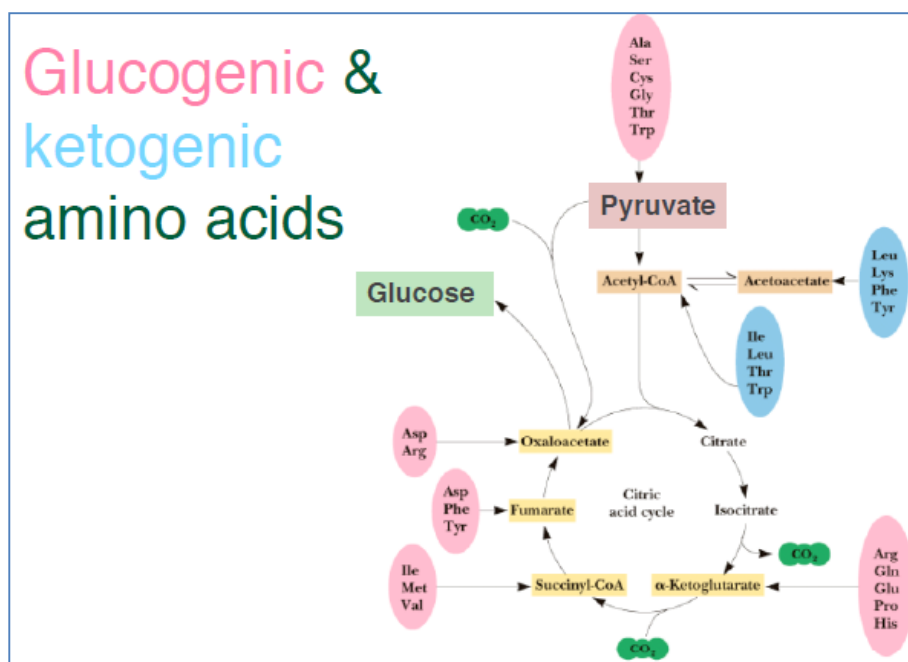 Glucogenic &
ketogenic
amino acids
Ala
Ser
Cys
Gly
Thr
Trp
Pyruvate
CO₂
Glucose
Acetyl-CoA
Acetoacetate
Leu
Lys
Phe
Tyr
Ile
Leu
Thr
Trp
Asp
Arg
Oxaloacetate
Citrate
Asp
Phe
Tyr
Fumarate
Citric
acid cycle
Isocitrate
CO₂
Ile
Met
Val
Succinyl-CoA
α-Ketoglutarate
Arg
Gln
Glu
Pro
His
CO₂